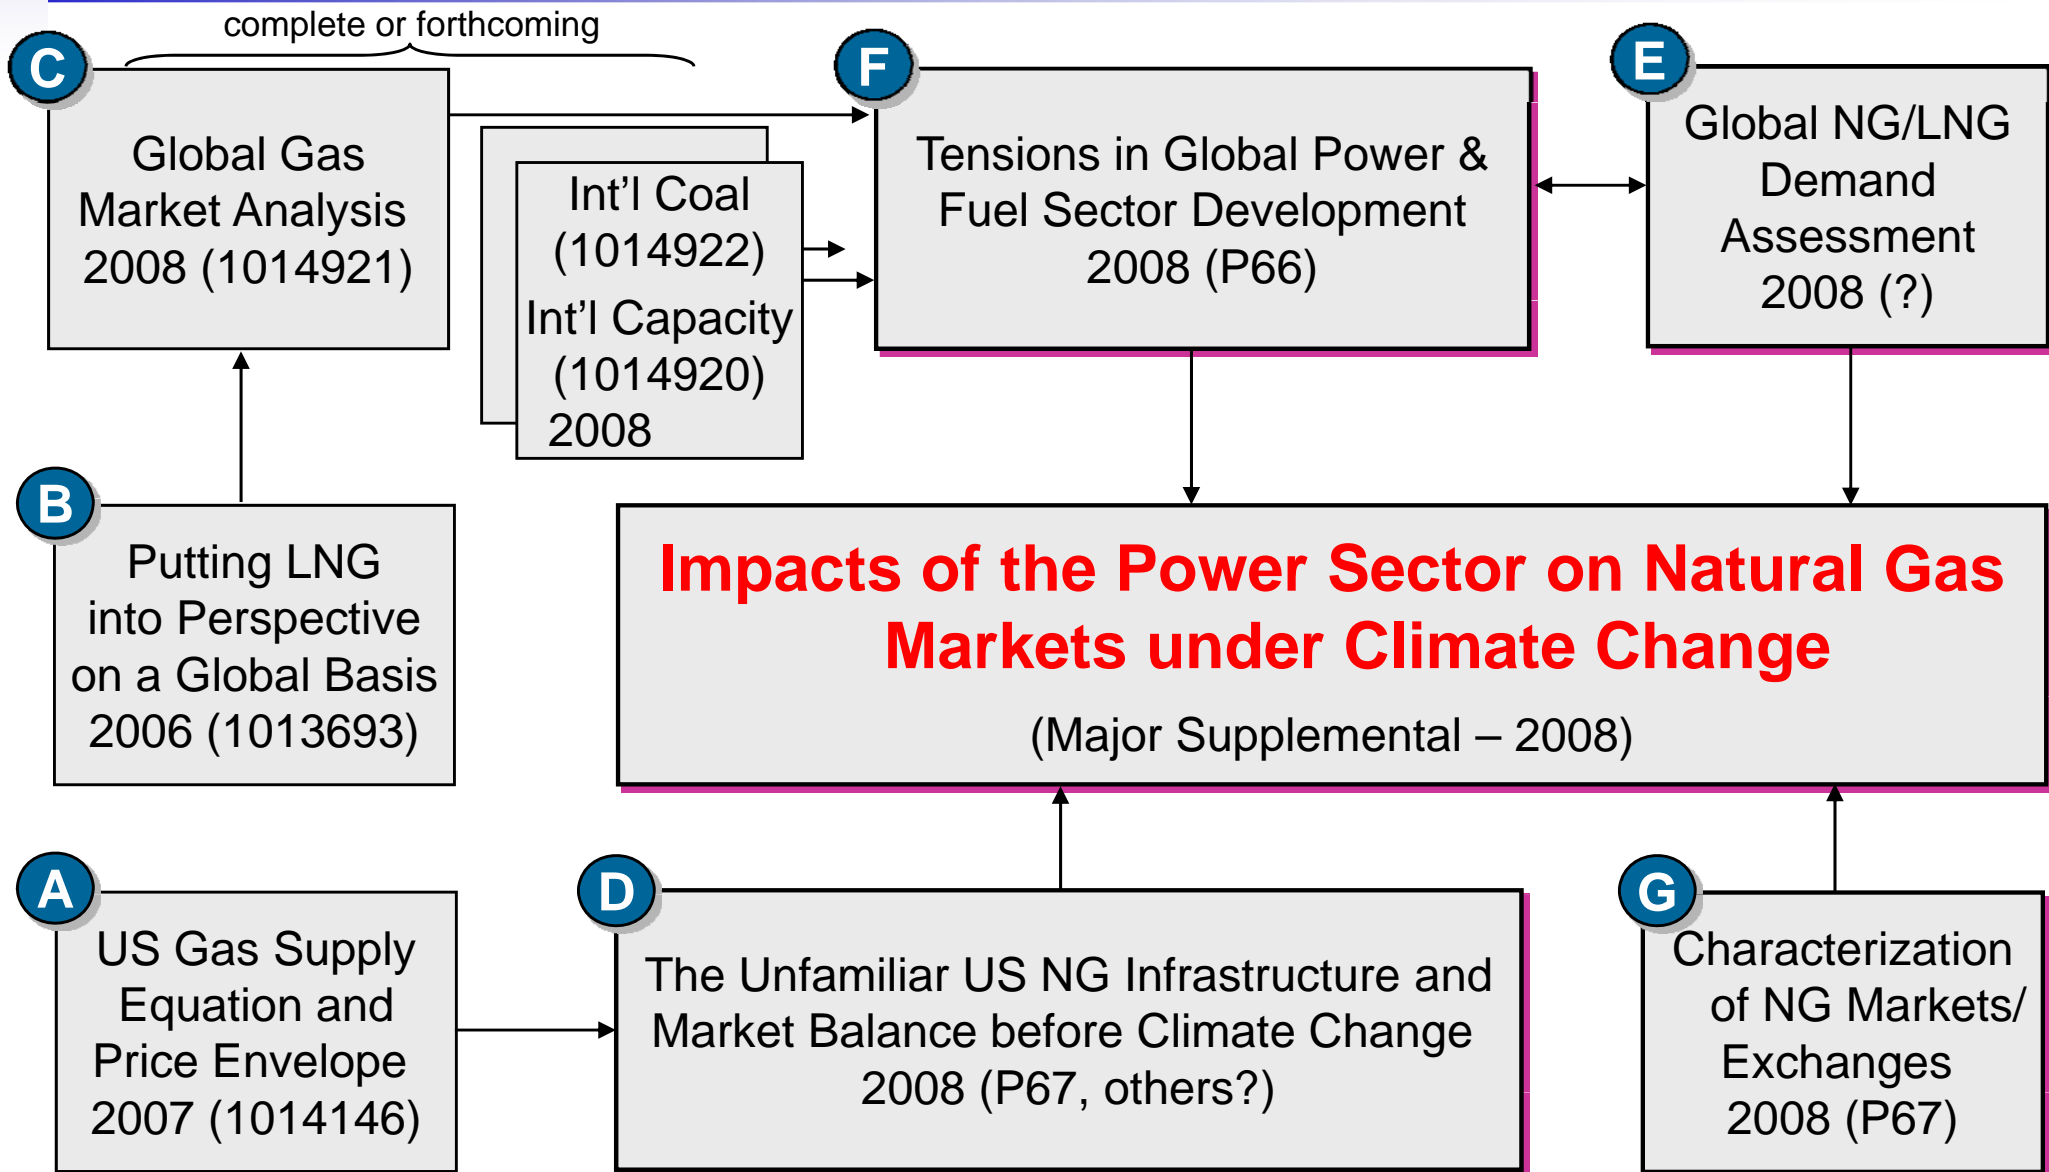 complete or forthcoming
C
Global Gas
Market Analysis
2008 (1014921)
Int'l Coal
(1014922)
Int'l Capacity
(1014920)
2008
F
Tensions in Global Power &
Fuel Sector Development
2008 (P66)
E
Global NG/LNG
Demand
Assessment
2008 (?)
B
Putting LNG
into Perspective
on a Global Basis
2006 (1013693)
Impacts of the Power Sector on Natural Gas
Markets under Climate Change
(Major Supplemental – 2008)
A
US Gas Supply
Equation and
Price Envelope
2007 (1014146)
D
The Unfamiliar US NG Infrastructure and
Market Balance before Climate Change
2008 (P67, others?)
G
Characterization
of NG Markets/
Exchanges
2008 (P67)